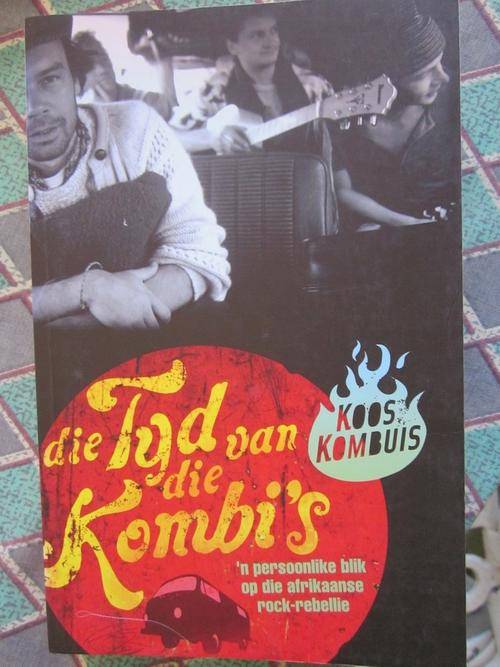 KOOS
KOMBUIS
die Tyd van
die
Kombi's
'n persoonlike blik
op die afrikaanse
rock-rebellie